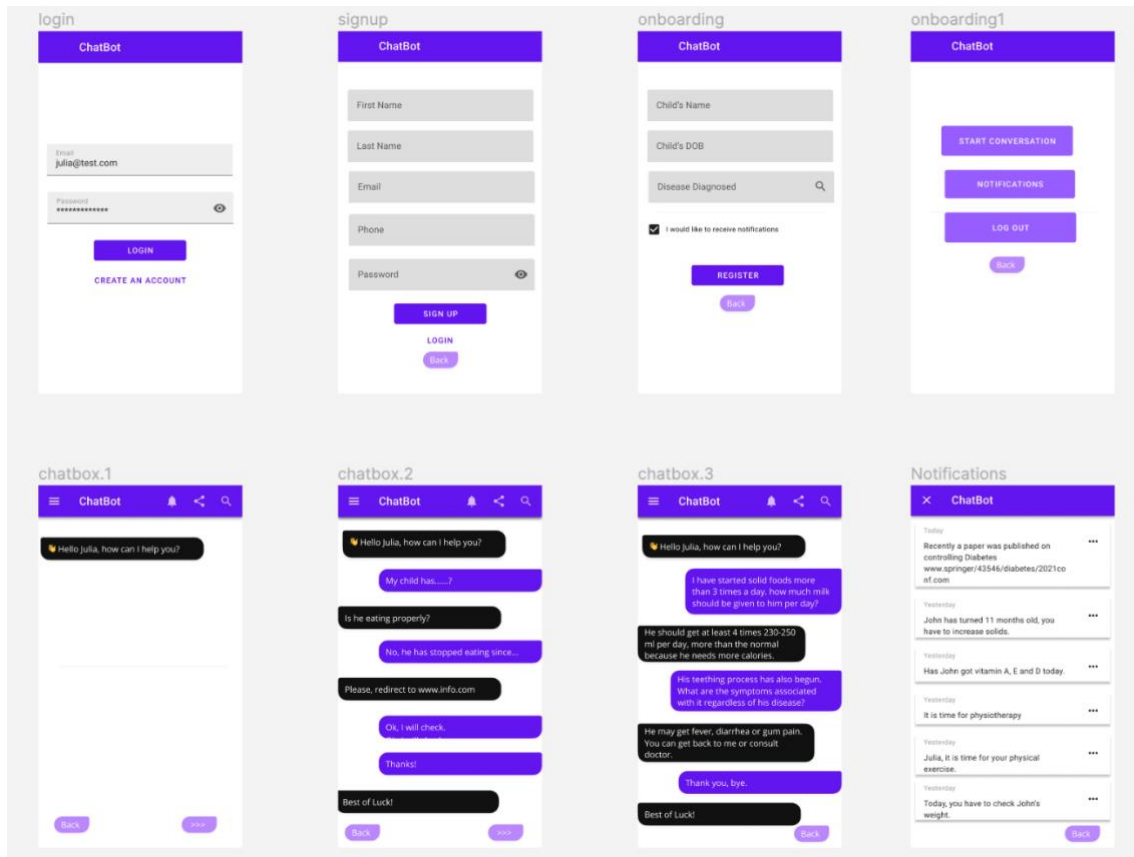 login
ChatBot
Email
julia@test.com
Password
*************
LOGIN
CREATE AN ACCOUNT
signup
ChatBot
First Name
Last Name
Email
Phone
Password
SIGN UP
LOGIN
Back
onboarding
ChatBot
Child's Name
Child's DOB
Disease Diagnosed
I would like to receive notifications
REGISTER
Back
onboarding1
ChatBot
START CONVERSATION
NOTIFICATIONS
LOG OUT
Back
chatbox.1
ChatBot
👋 Hello Julia, how can I help you?
Back
>>>
chatbox.2
ChatBot
👋 Hello Julia, how can I help you?
My child has......?
Is he eating properly?
No, he has stopped eating since...
Please, redirect to www.info.com
Ok, I will check.
Thanks!
Best of Luck!
Back
>>>
chatbox.3
ChatBot
👋 Hello Julia, how can I help you?
I have started solid foods more
than 3 times a day. how much milk
should be given to him per day?
He should get at least 4 times 230-250
ml per day, more than the normal
because he needs more calories.
His teething process has also begun.
What are the symptoms associated
with it regardless of his disease?
He may get fever, diarrhea or gum pain.
You can get back to me or consult
doctor.
Thank you, bye.
Best of Luck!
Back
Notifications
ChatBot
Today
Recently a paper was published on
controlling Diabetes
www.springer/43546/diabetes/2021co
nf.com
Yesterday
John has turned 11 months old, you
have to increase solids.
Yesterday
Has John got vitamin A, E and D today.
Yesterday
It is time for physiotherapy
Yesterday
Julia, It is time for your physical
exercise.
Yesterday
Today, you have to check John's
weight.
Back